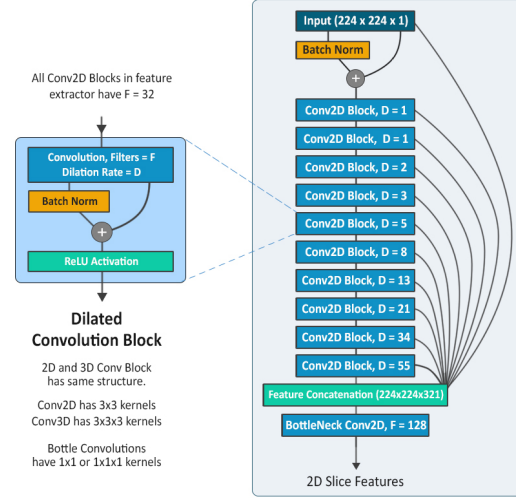 All Conv2D Blocks in feature
extractor have F = 32
Convolution, Filters = F
Dilation Rate = D
Batch Norm
+
ReLU Activation
Dilated
Convolution Block
2D and 3D Conv Block
has same structure.
Conv2D has 3x3 kernels
Conv3D has 3x3x3 kernels
Bottle Convolutions
have 1x1 or 1x1x1 kernels
Input (224 x 224 x 1)
Batch Norm
+
Conv2D Block, D = 1
Conv2D Block, D = 1
Conv2D Block, D = 2
Conv2D Block, D = 3
Conv2D Block, D = 5
Conv2D Block, D = 8
Conv2D Block, D = 13
Conv2D Block, D = 21
Conv2D Block, D = 34
Conv2D Block, D = 55
Feature Concatenation (224x224x321)
BottleNeck Conv2D, F = 128
2D Slice Features